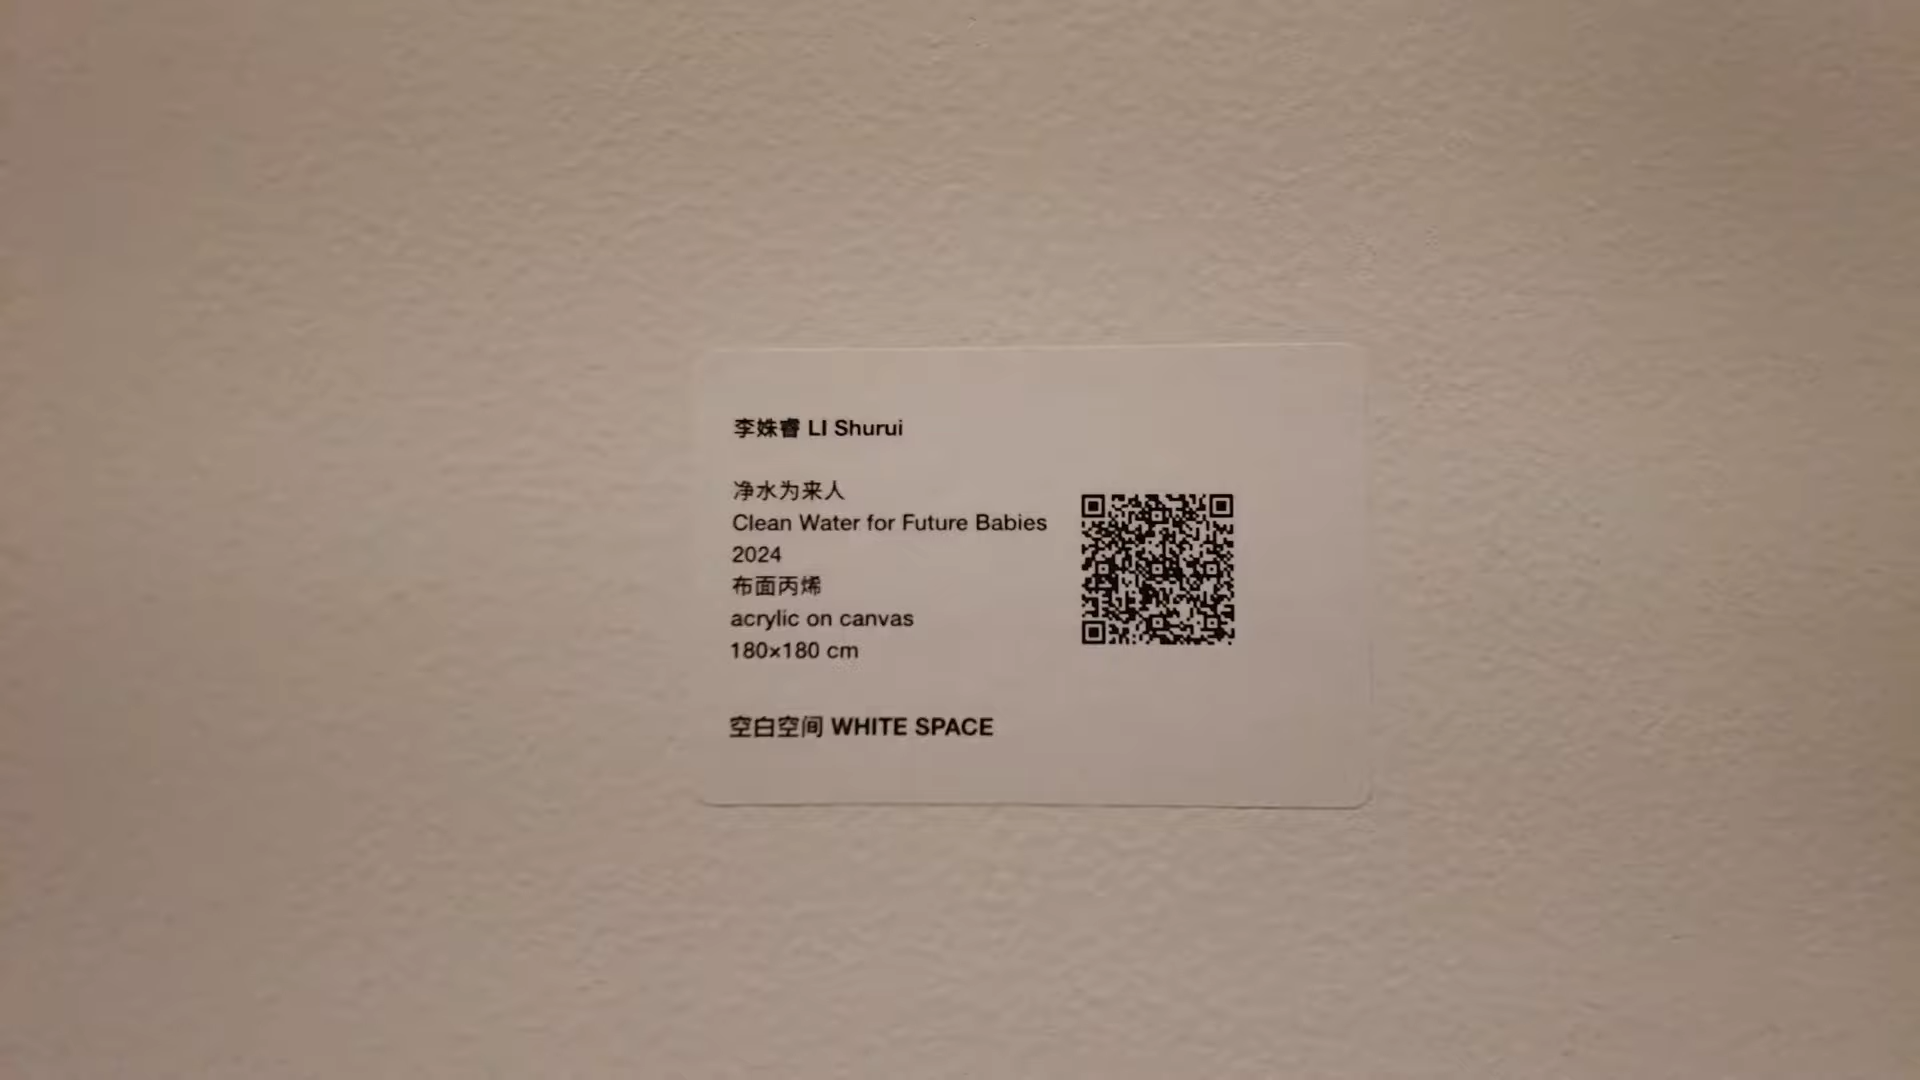 李姝睿 LI Shurui
净水为来人
Clean Water for Future Babies
2024
布面丙烯
acrylic on canvas
180×180 cm
空白空间 WHITE SPACE